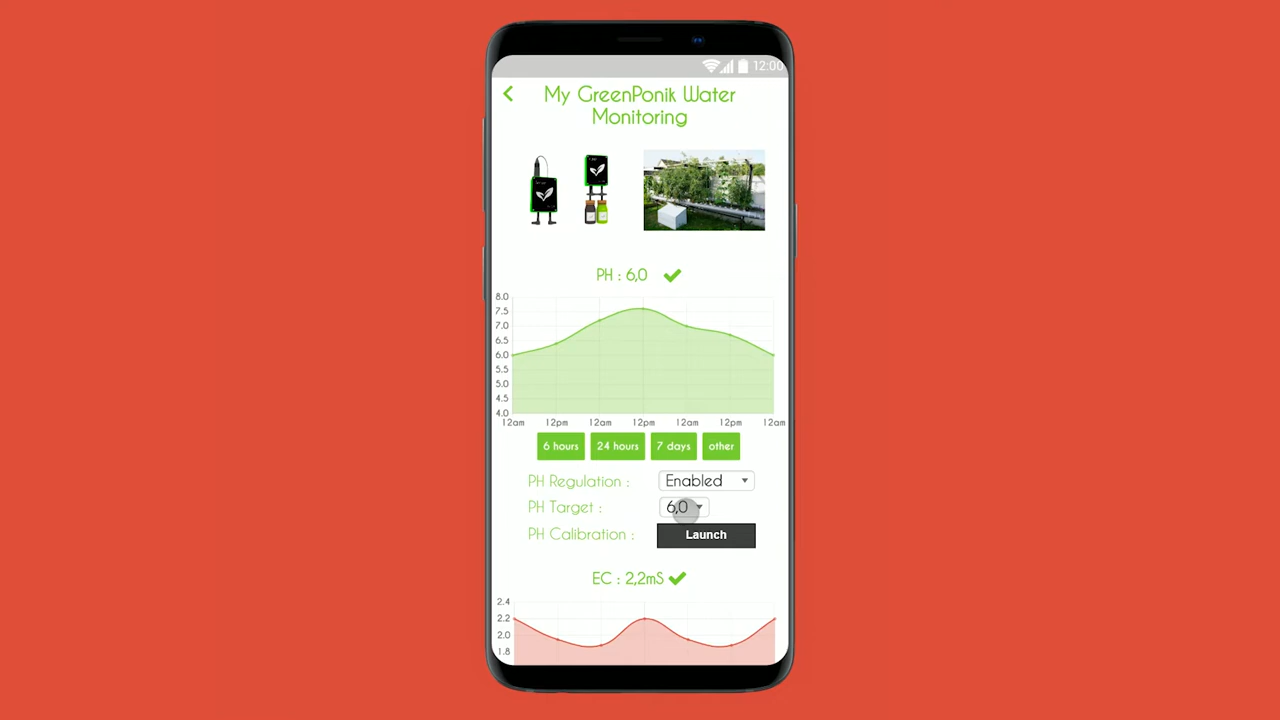 12:00
My GreenPonik Water
Monitoring
PH : 6,0
8.0
7.5
7.0
6.5
6.0
5.5
5.0
4.5
4.0
12am 12pm 12am 12pm 12am 12pm 12am
6 hours 24 hours 7 days other
PH Regulation : Enabled
PH Target : 6,0
PH Calibration : Launch
EC : 2,2mS
2.4
2.2
2.0
1.8